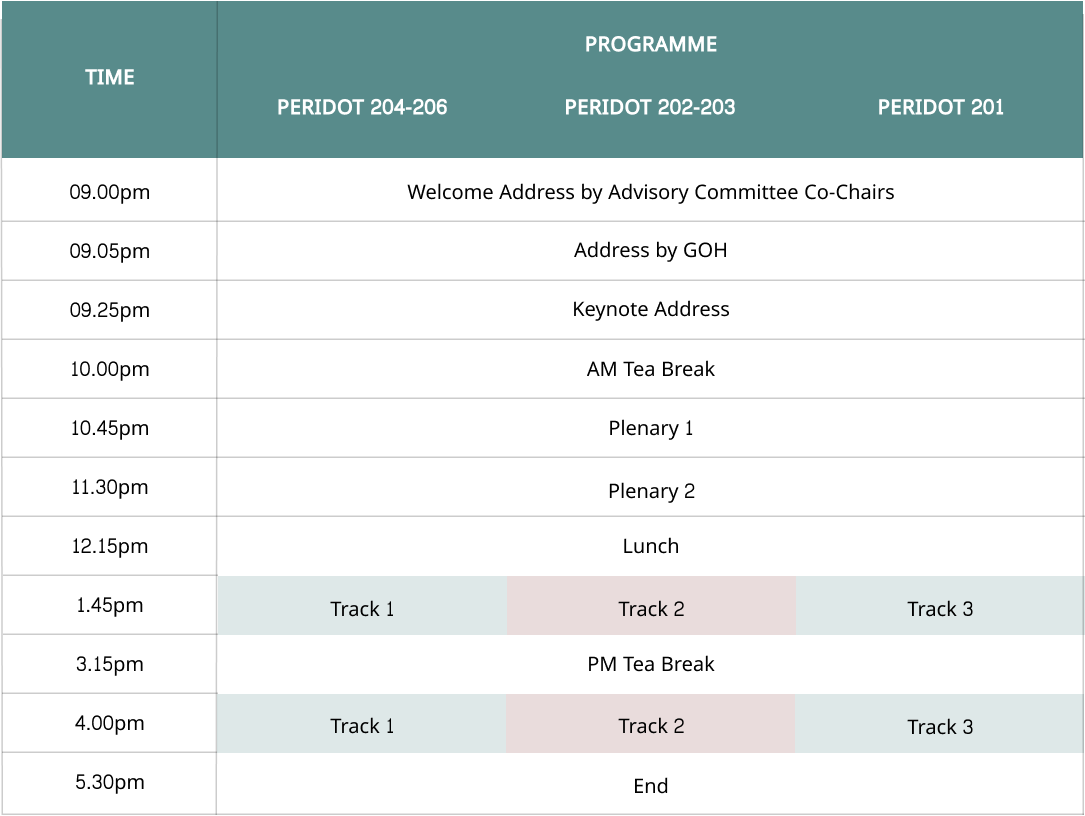 TIME
PROGRAMME
PERIDOT 204-206 PERIDOT 202-203 PERIDOT 201
09.00pm Welcome Address by Advisory Committee Co-Chairs
09.05pm Address by GOH
09.25pm Keynote Address
10.00pm AM Tea Break
10.45pm Plenary 1
11.30pm Plenary 2
12.15pm Lunch
1.45pm Track 1 Track 2 Track 3
3.15pm PM Tea Break
4.00pm Track 1 Track 2 Track 3
5.30pm End